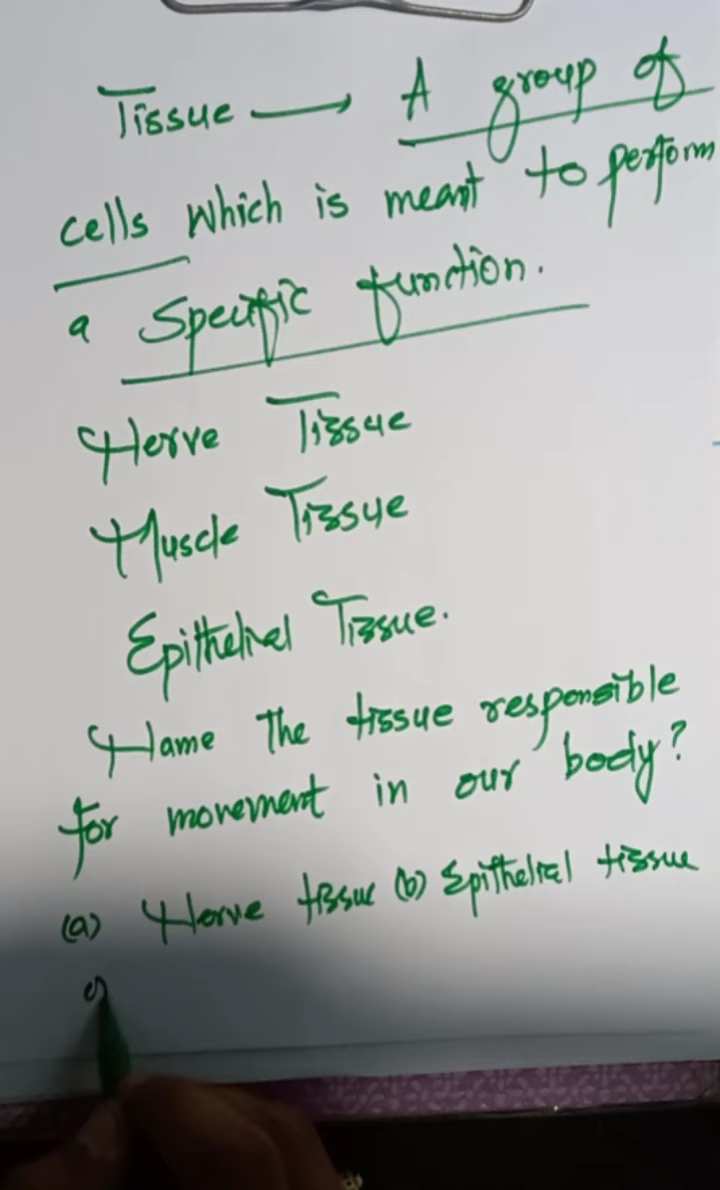 Tissue → A group of
cells which is meant to perform
a Specific function.
Nerve Tissue
Muscle Tissue
Epithelial Tissue.
Name The tissue responsible
for movement in our body?
(a) Nerve tissue (b) Epithelial tissue